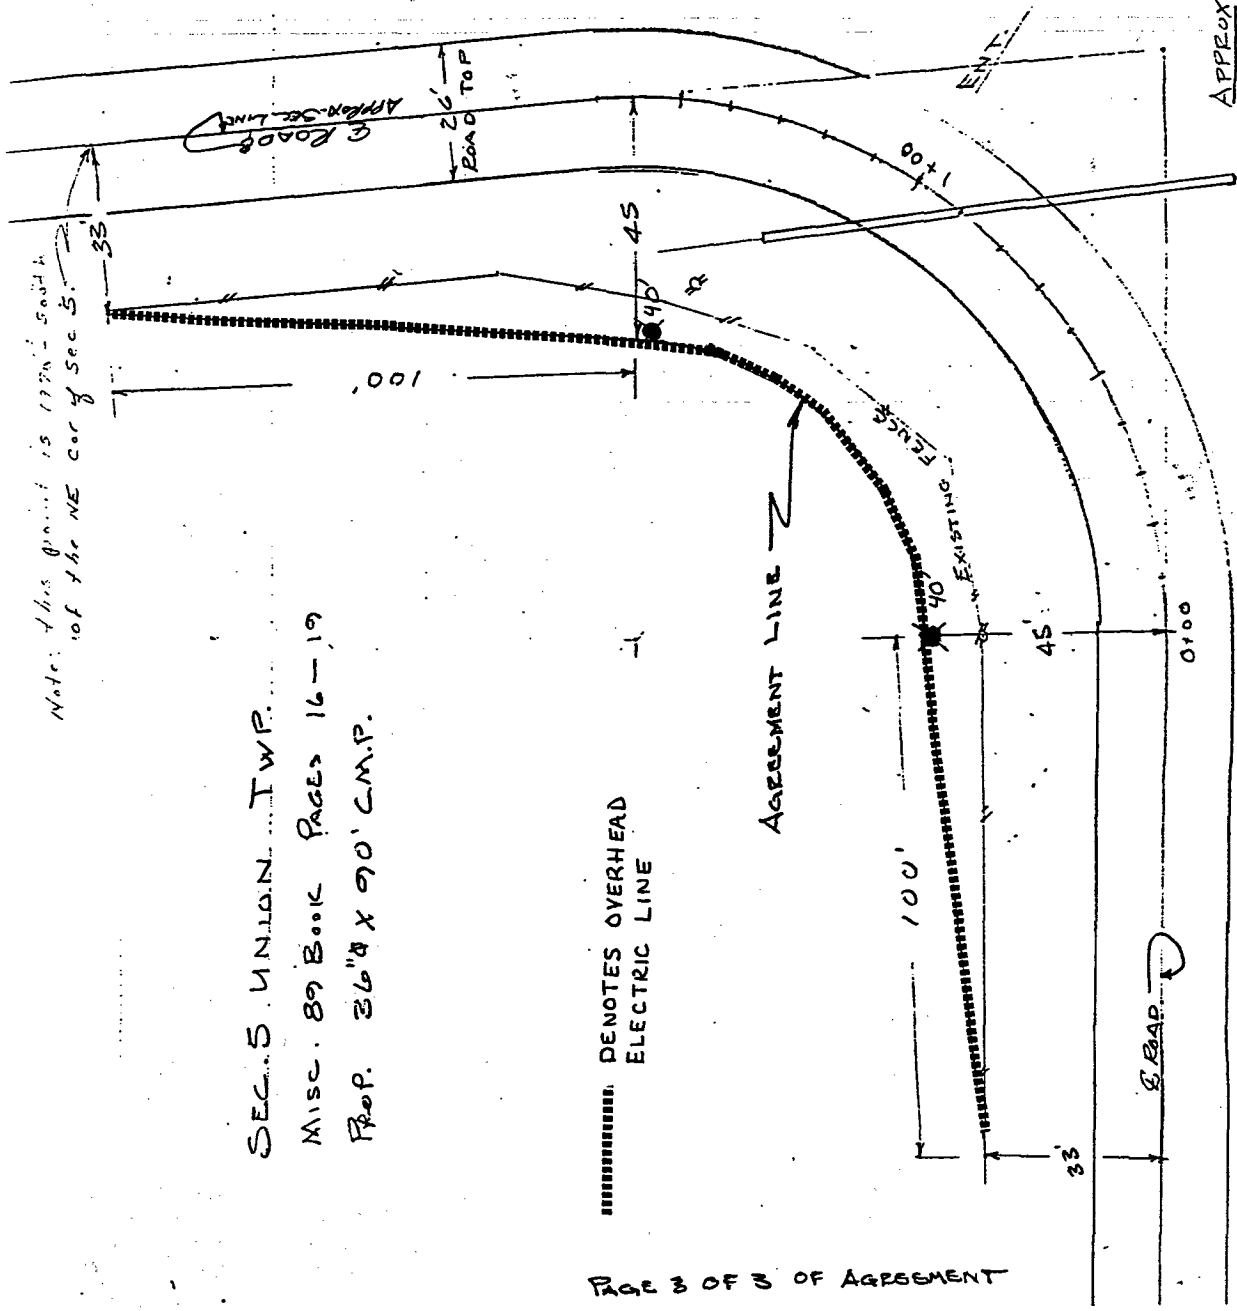 Note: this point is South
of the NE cor of Sec 5.
33'
℄ ROAD &
APPROX. SEC LINE
26'
ROAD TOP
ENT.
APPROX
45
40'
100'
1+00
SEC. 5 UNION TWP.
MISC. 89 BOOK PAGES 16-19
PROP. 36"ϕ X 90' C.M.P.
DENOTES OVERHEAD
ELECTRIC LINE
AGREEMENT LINE
EXISTING FENCE
40'
45'
0+00
100'
33'
℄ ROAD
PAGE 3 OF 3 OF AGREEMENT